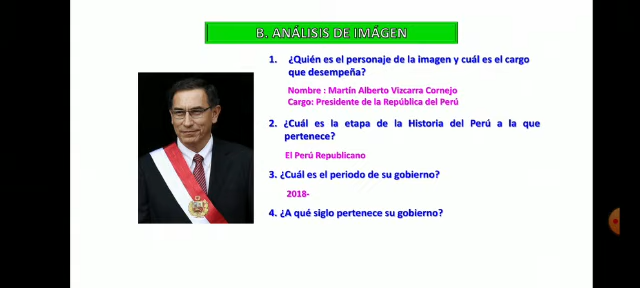 B. ANÁLISIS DE IMÁGEN
1. ¿Quién es el personaje de la imagen y cuál es el cargo
que desempeña?
Nombre : Martín Alberto Vizcarra Cornejo
Cargo: Presidente de la República del Perú
2. ¿Cuál es la etapa de la Historia del Perú a la que
pertenece?
El Perú Republicano
3. ¿Cuál es el periodo de su gobierno?
2018-
4. ¿A qué siglo pertenece su gobierno?